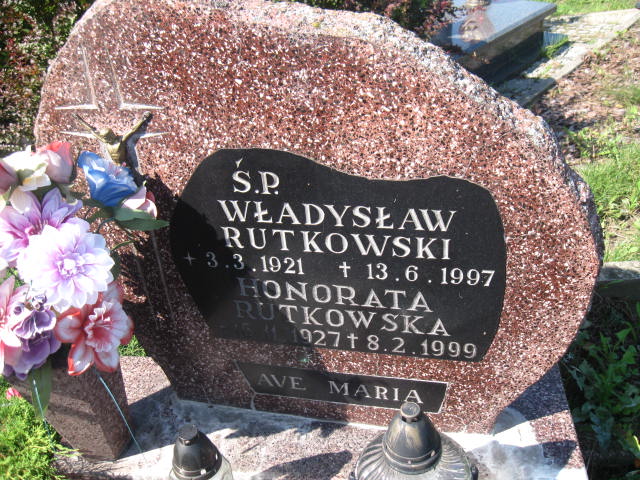 Ś.P.
WŁADYSŁAW
RUTKOWSKI
+ 3.3.1921 + 13.6.1997
HONORATA
RUTKOWSKA
1927 + 8.2.1999
AVE MARIA